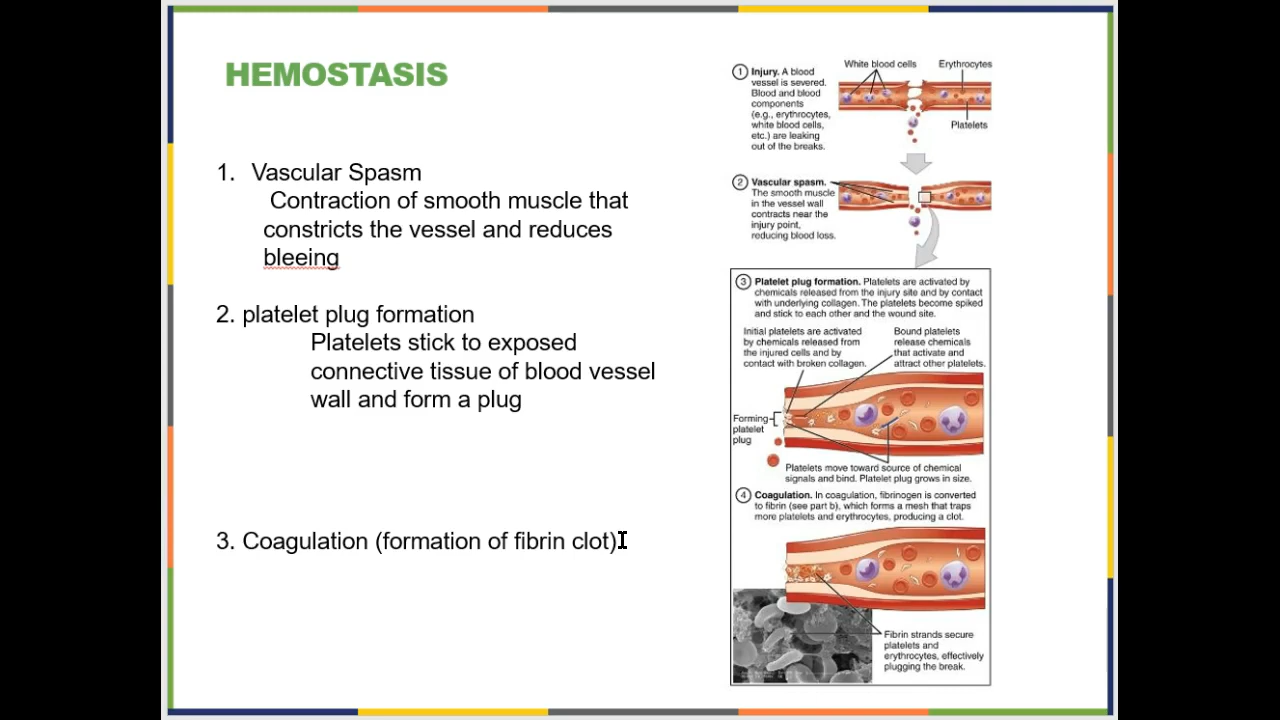 HEMOSTASIS
1. Vascular Spasm
Contraction of smooth muscle that
constricts the vessel and reduces
bleeing
2. platelet plug formation
Platelets stick to exposed
connective tissue of blood vessel
wall and form a plug
3. Coagulation (formation of fibrin clot)
1 Injury. A blood
vessel is severed.
Blood and blood
components
(e.g., erythrocytes,
white blood cells,
etc.) are leaking
out of the breaks.
White blood cells
Erythrocytes
Platelets
2 Vascular spasm.
The smooth muscle
in the vessel wall
contracts near the
injury point,
reducing blood loss.
3 Platelet plug formation. Platelets are activated by
chemicals released from the injury site and by contact
with underlying collagen. The platelets become spiked
and stick to each other and the wound site.
Initial platelets are activated
by chemicals released from
the injured cells and by
contact with broken collagen.
Bound platelets
release chemicals
that activate and
attract other platelets.
Forming
platelet
plug
Platelets move toward source of chemical
signals and bind. Platelet plug grows in size.
4 Coagulation. In coagulation, fibrinogen is converted
to fibrin (see part b), which forms a mesh that traps
more platelets and erythrocytes, producing a clot.
Fibrin strands secure
platelets and
erythrocytes, effectively
plugging the break.